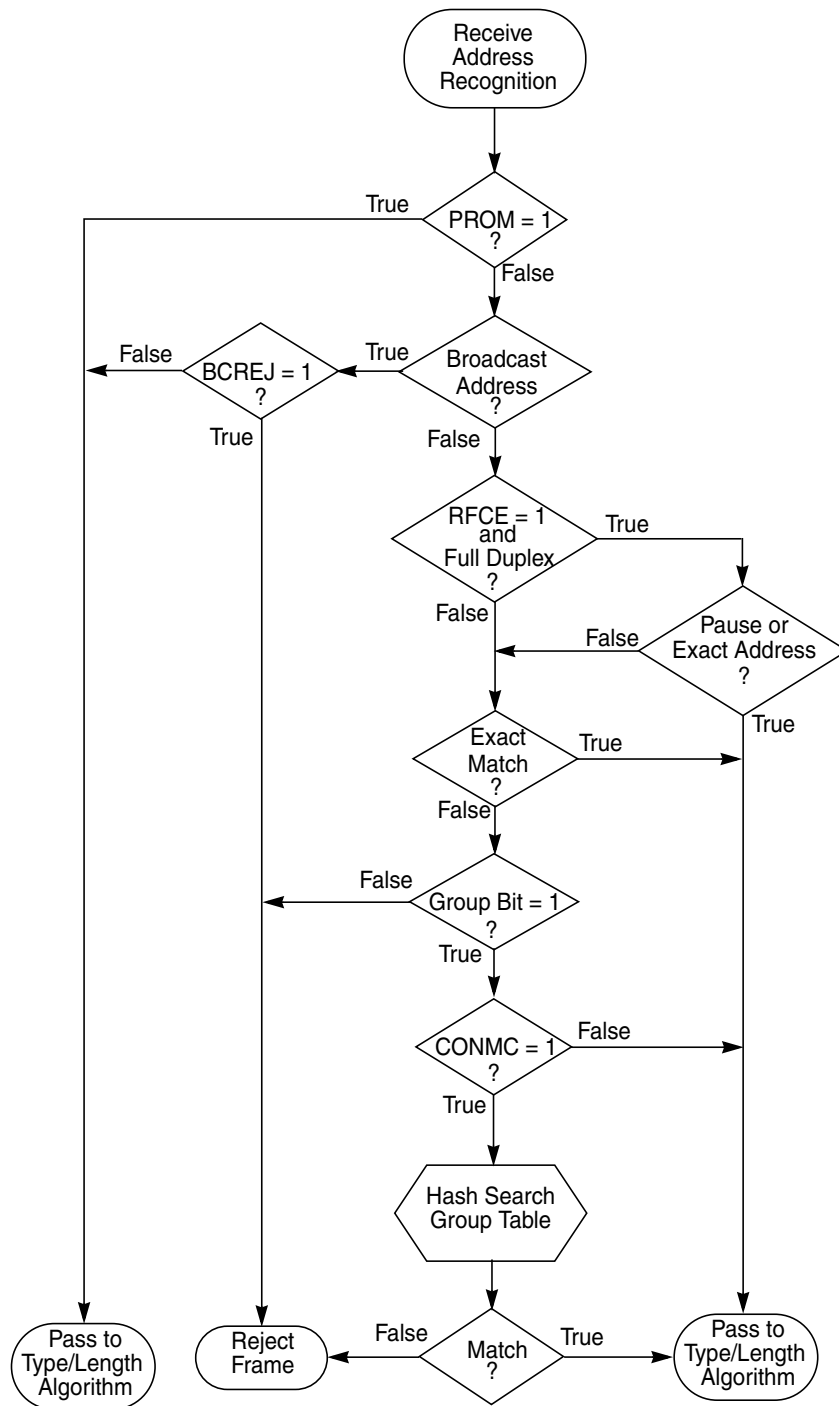 Receive
Address
Recognition
True
PROM = 1
?
False
False
BCREJ = 1
?
True
True
Broadcast
Address
?
False
RFCE = 1
and
Full Duplex
?
True
False
False
Pause or
Exact Address
?
True
Exact
Match
?
True
False
False
Group Bit = 1
?
True
CONMC = 1
?
False
True
Hash Search
Group Table
Pass to
Type/Length
Algorithm
Reject
Frame
False
Match
?
True
Pass to
Type/Length
Algorithm